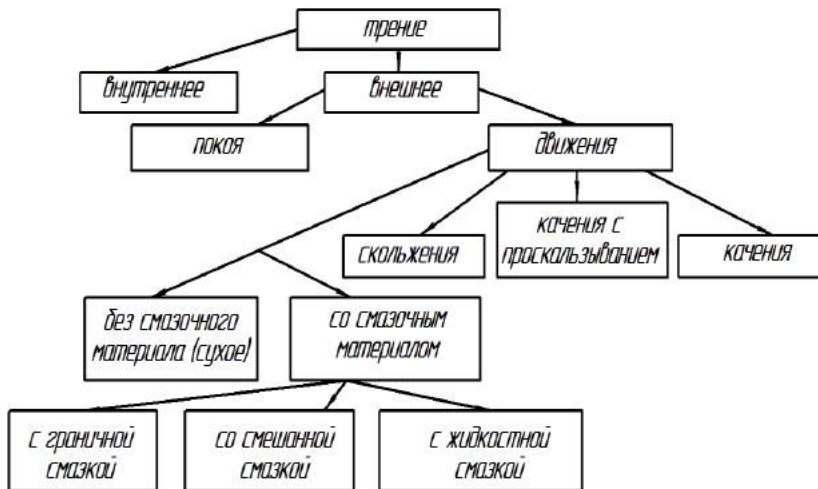 трение
внутреннее
внешнее
покоя
движения
скольжения
качения с
проскальзыванием
качения
без смазочного
материала (сухое)
со смазочным
материалом
с граничной
смазкой
со смешанной
смазкой
с жидкостной
смазкой